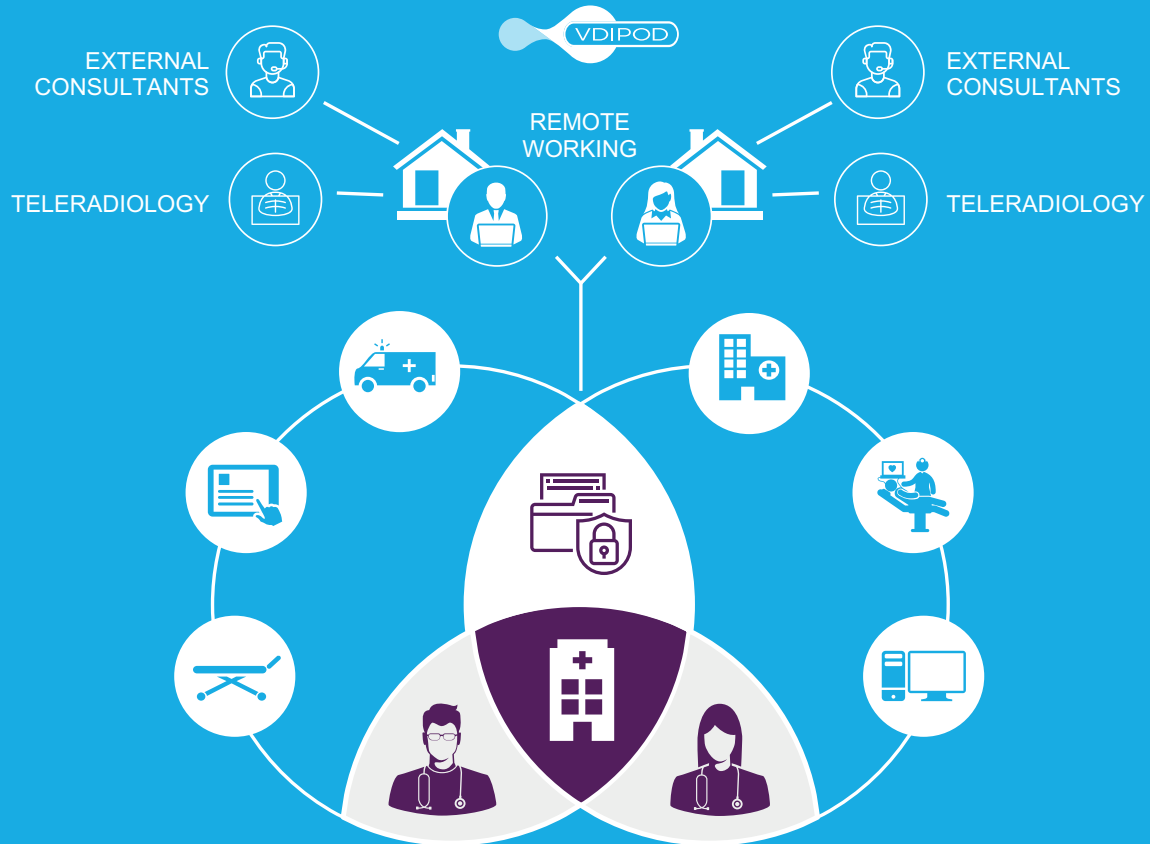 VDIPOD
EXTERNAL
CONSULTANTS
REMOTE
WORKING
EXTERNAL
CONSULTANTS
TELERADIOLOGY
TELERADIOLOGY